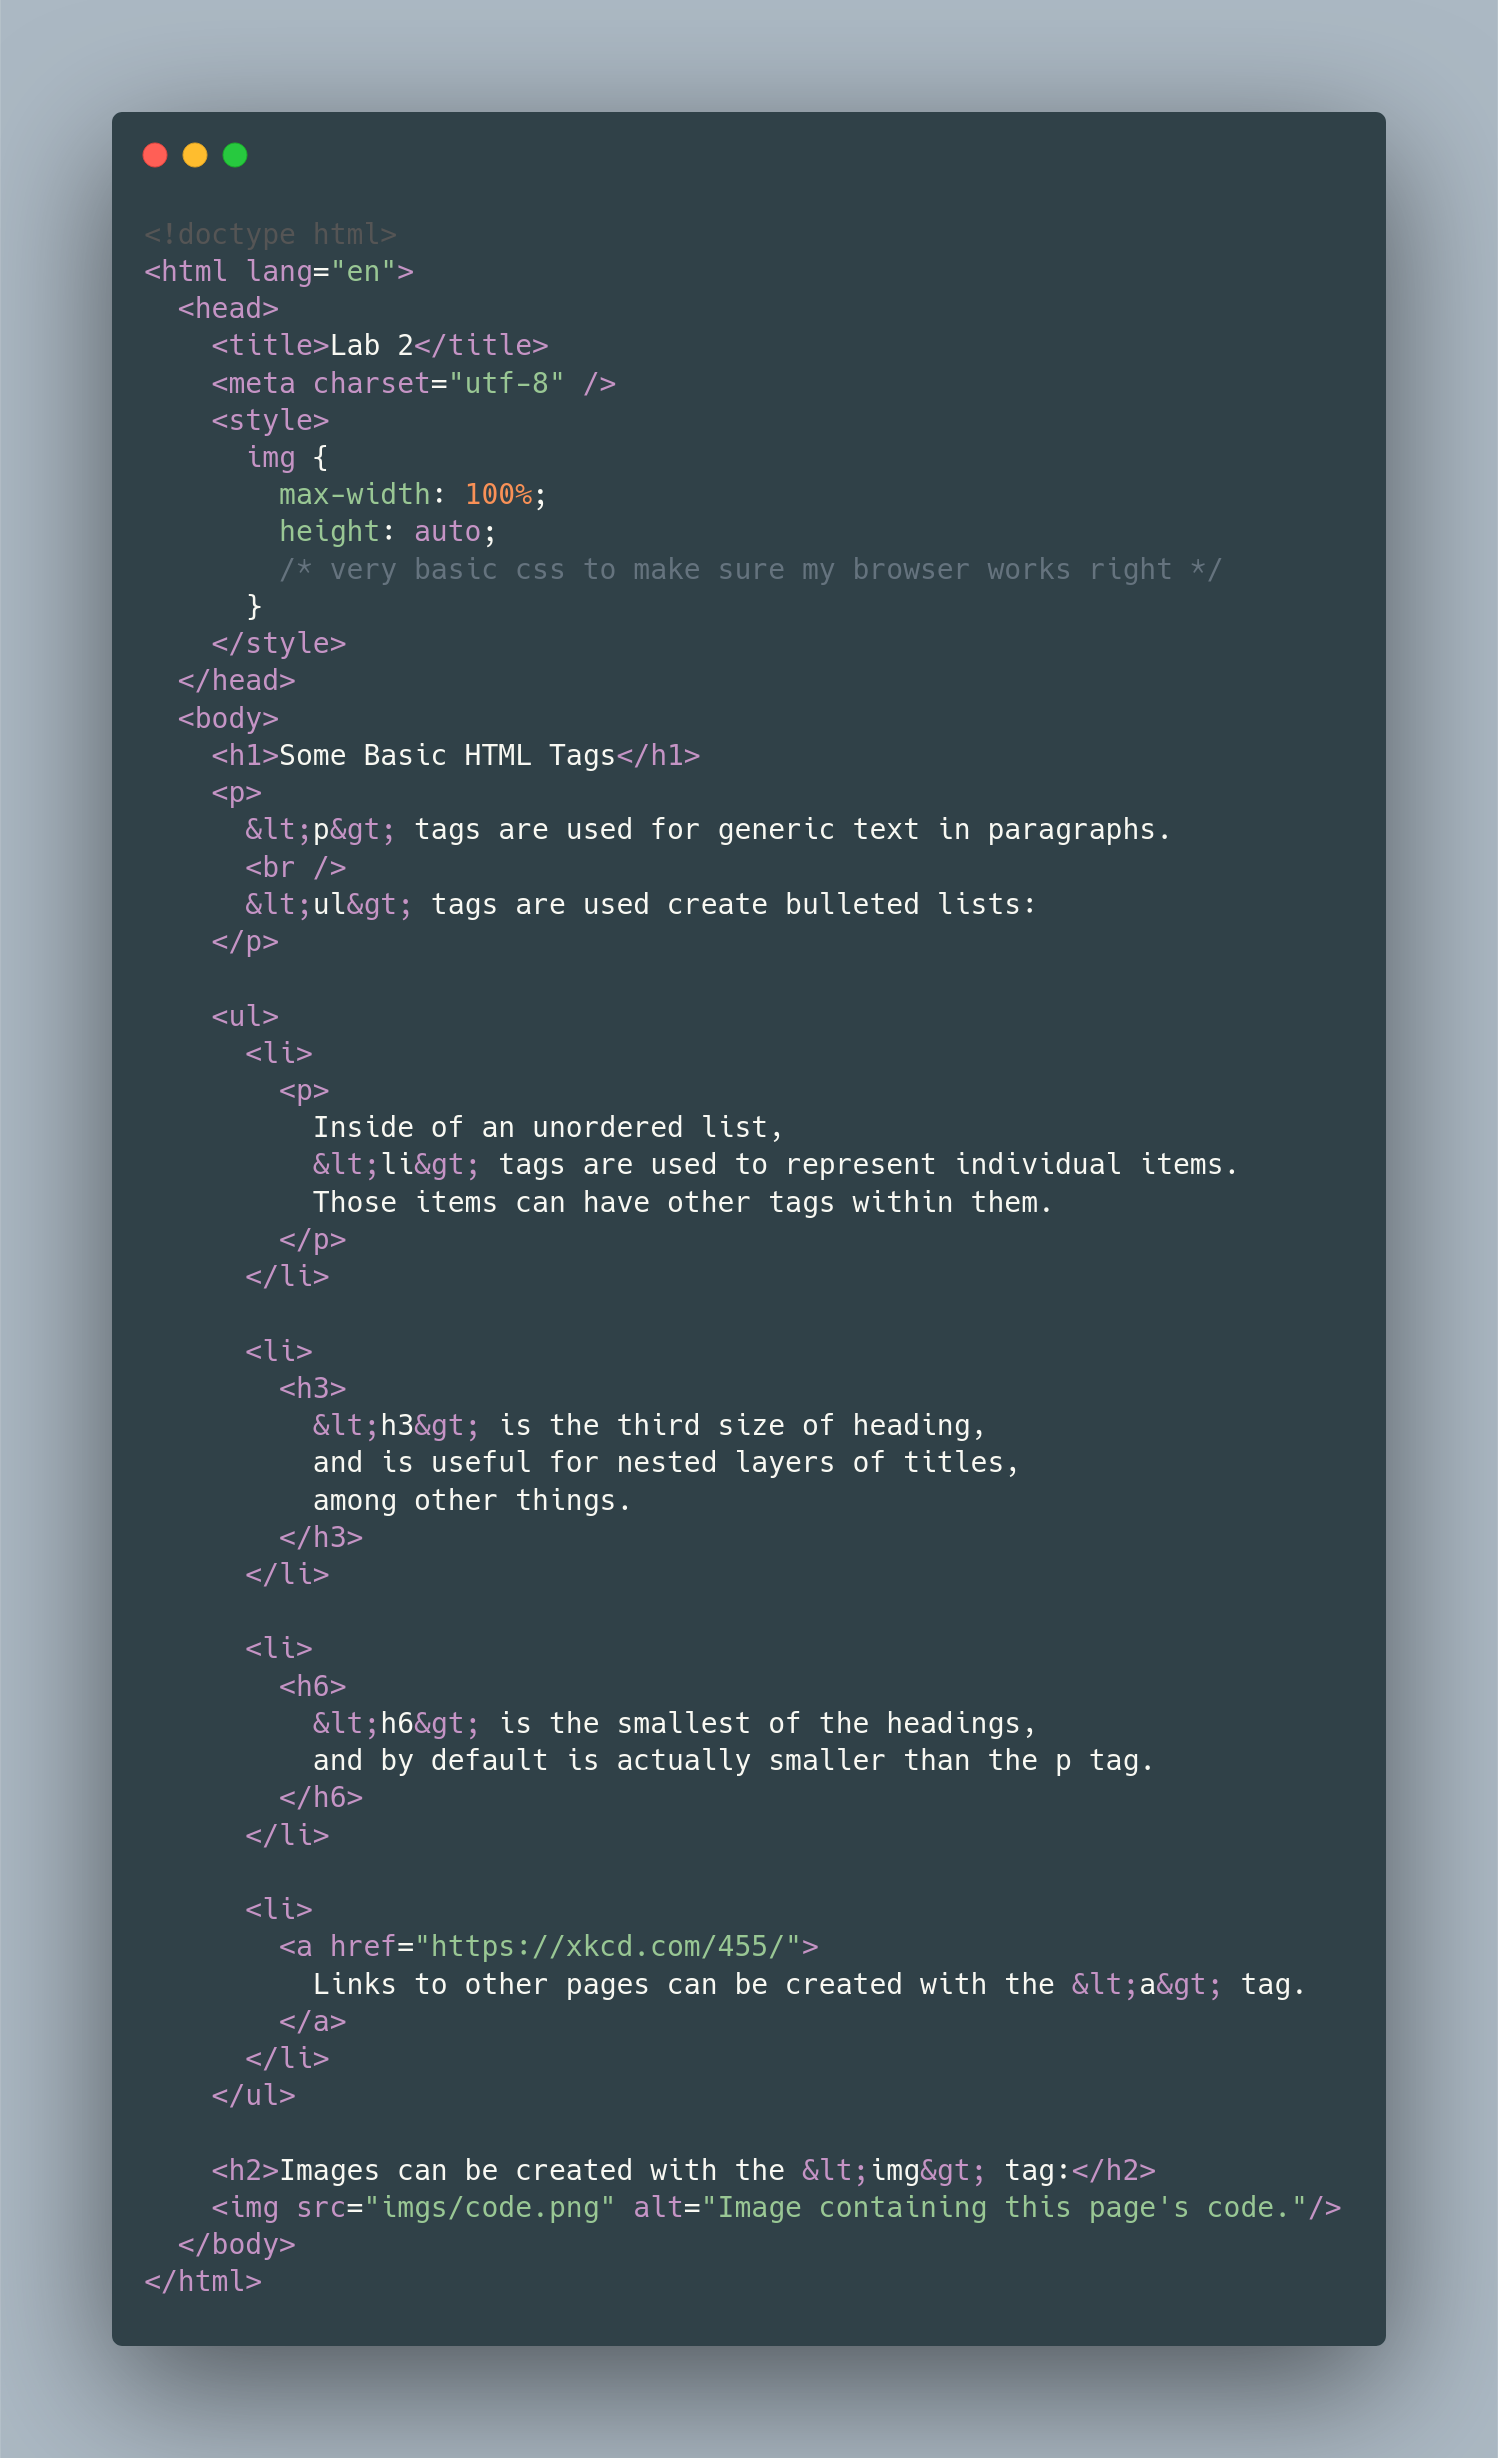 <!doctype html>
<html lang="en">
  <head>
    <title>Lab 2</title>
    <meta charset="utf-8" />
    <style>
      img {
        max-width: 100%;
        height: auto;
        /* very basic css to make sure my browser works right */
      }
    </style>
  </head>
  <body>
    <h1>Some Basic HTML Tags</h1>
    <p>
      &lt;p&gt; tags are used for generic text in paragraphs.
      <br />
      &lt;ul&gt; tags are used create bulleted lists:
    </p>

    <ul>
      <li>
        <p>
          Inside of an unordered list,
          &lt;li&gt; tags are used to represent individual items.
          Those items can have other tags within them.
        </p>
      </li>

      <li>
        <h3>
          &lt;h3&gt; is the third size of heading,
          and is useful for nested layers of titles,
          among other things.
        </h3>
      </li>

      <li>
        <h6>
          &lt;h6&gt; is the smallest of the headings,
          and by default is actually smaller than the p tag.
        </h6>
      </li>

      <li>
        <a href="https://xkcd.com/455/">
          Links to other pages can be created with the &lt;a&gt; tag.
        </a>
      </li>
    </ul>

    <h2>Images can be created with the &lt;img&gt; tag:</h2>
    <img src="imgs/code.png" alt="Image containing this page's code."/>
  </body>
</html>